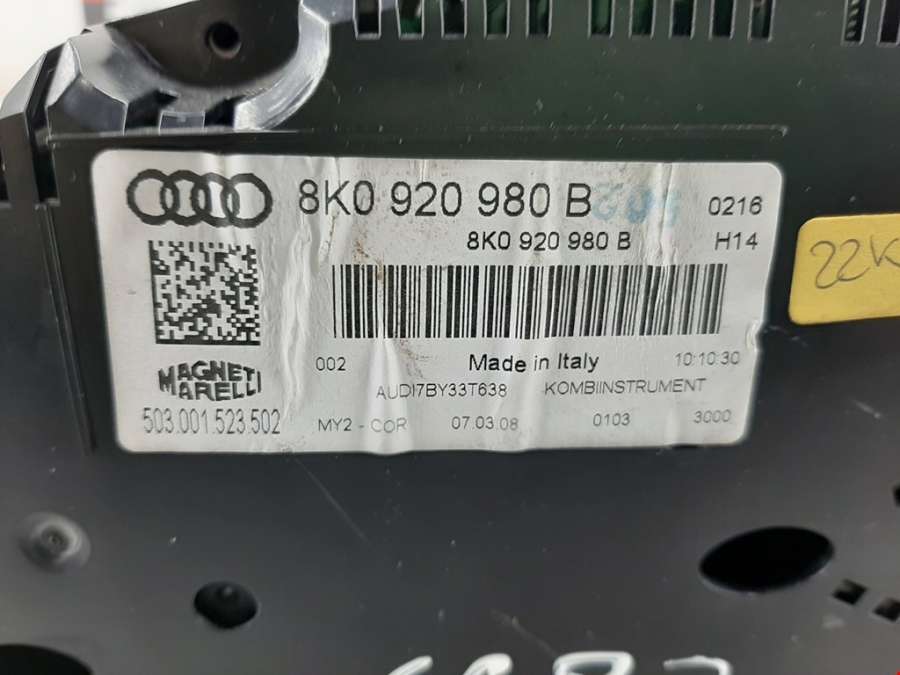 8K0 920 980 B 0216
8K0 920 980 B H14
002 Made in Italy 10:10:30
MAGNETI
MARELLI
AUDI7BY33T638 KOMBIINSTRUMENT
503.001.523.502 MY2 - COR 07.03.08 0103 3000
22K